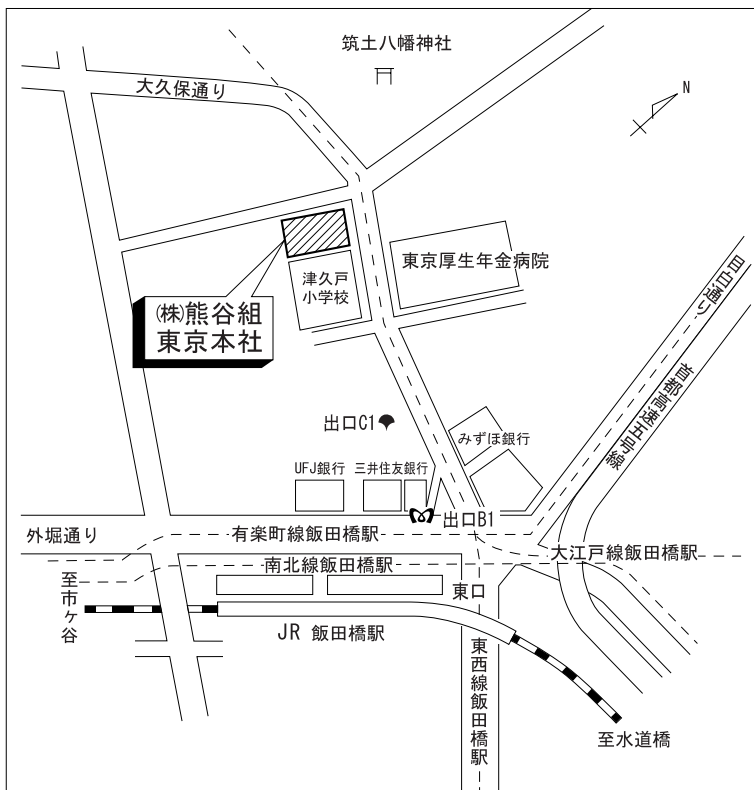 筑土八幡神社
大久保通り
N
東京厚生年金病院
津久戸
小学校
㈱熊谷組
東京本社
目白通り
首都高速五号線
出口C1
みずほ銀行
UFJ銀行
三井住友銀行
外堀通り
有楽町線飯田橋駅
出口B1
大江戸線飯田橋駅
南北線飯田橋駅
至市ヶ谷
東口
JR 飯田橋駅
東西線飯田橋駅
至水道橋